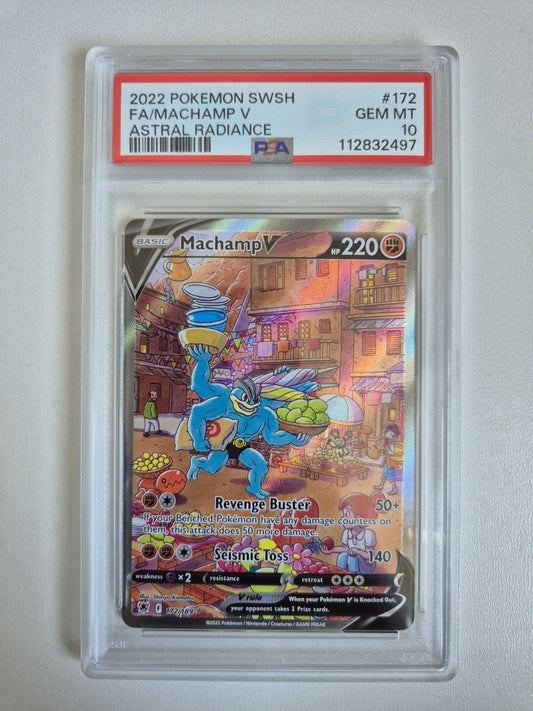 2022 POKEMON SWSH #172
FA/MACHAMP V GEM MT
ASTRAL RADIANCE 10
PSA 112832497
BASIC Machamp V HP 220
Revenge Buster 50+
If your Benched Pokémon have any damage counters on
them, this attack does 50 more damage.
Seismic Toss 140
weakness ×2 resistance retreat
V rule When your Pokémon V is Knocked Out,
your opponent takes 2 Prize cards.
Illus. Shinya Komatsu
F 172/189
©2022 Pokémon / Nintendo / Creatures / GAME FREAK